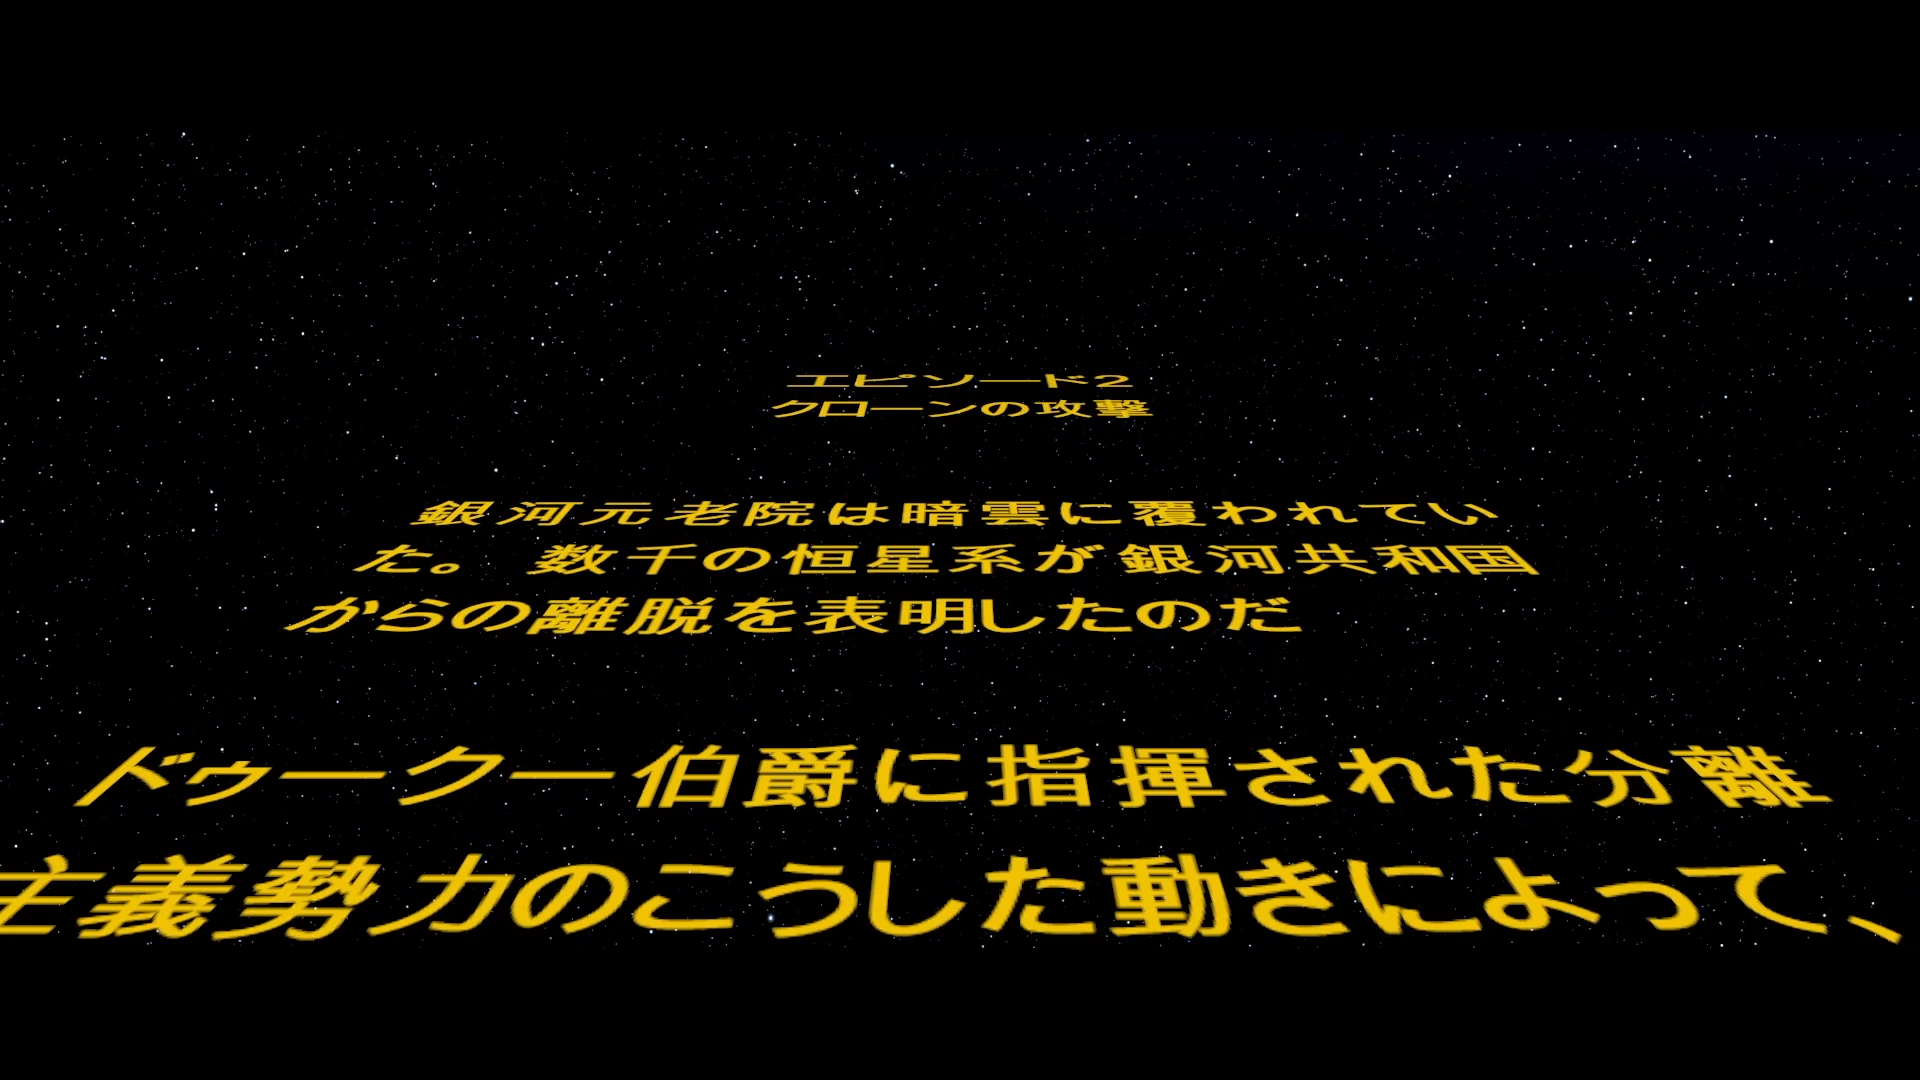 エピソード2
クローンの攻撃
銀河元老院は暗雲に覆われてい
た。 数千の恒星系が銀河共和国
からの離脱を表明したのだ
ドゥークー伯爵に指揮された分離
主義勢力のこうした動きによって、